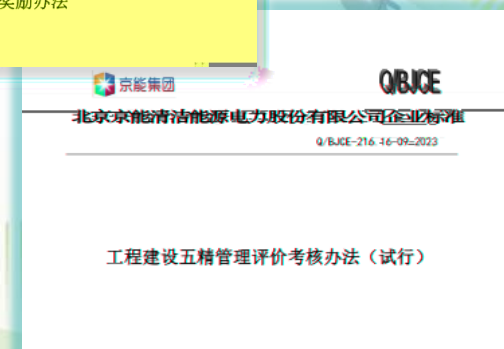 奖励办法
京能集团
Q/BJCE
北京京能清洁能源电力股份有限公司企业标准
Q/BJCE-216.16-09-2023
工程建设五精管理评价考核办法（试行）